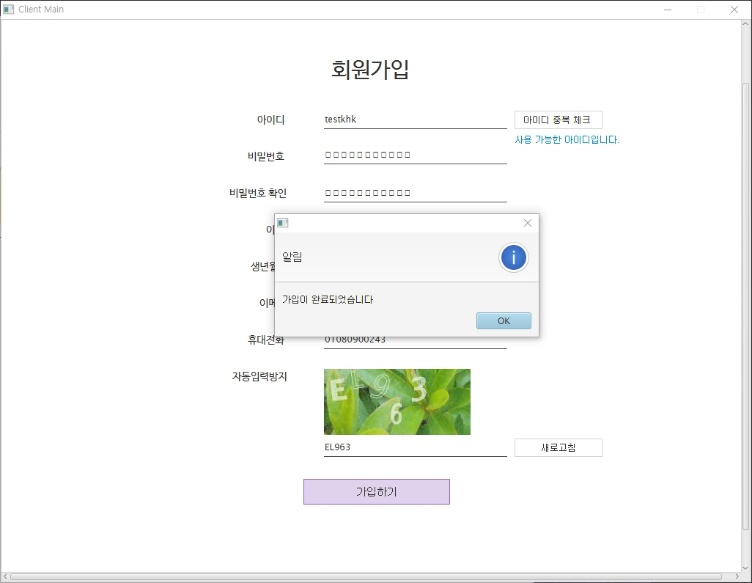 Client Main
회원가입
아이디 testkhk 아이디 중복 체크
사용 가능한 아이디입니다.
비밀번호
비밀번호 확인
알림
가입이 완료되었습니다
OK
휴대전화 01080900243
자동입력방지 EL963
EL963 새로고침
가입하기